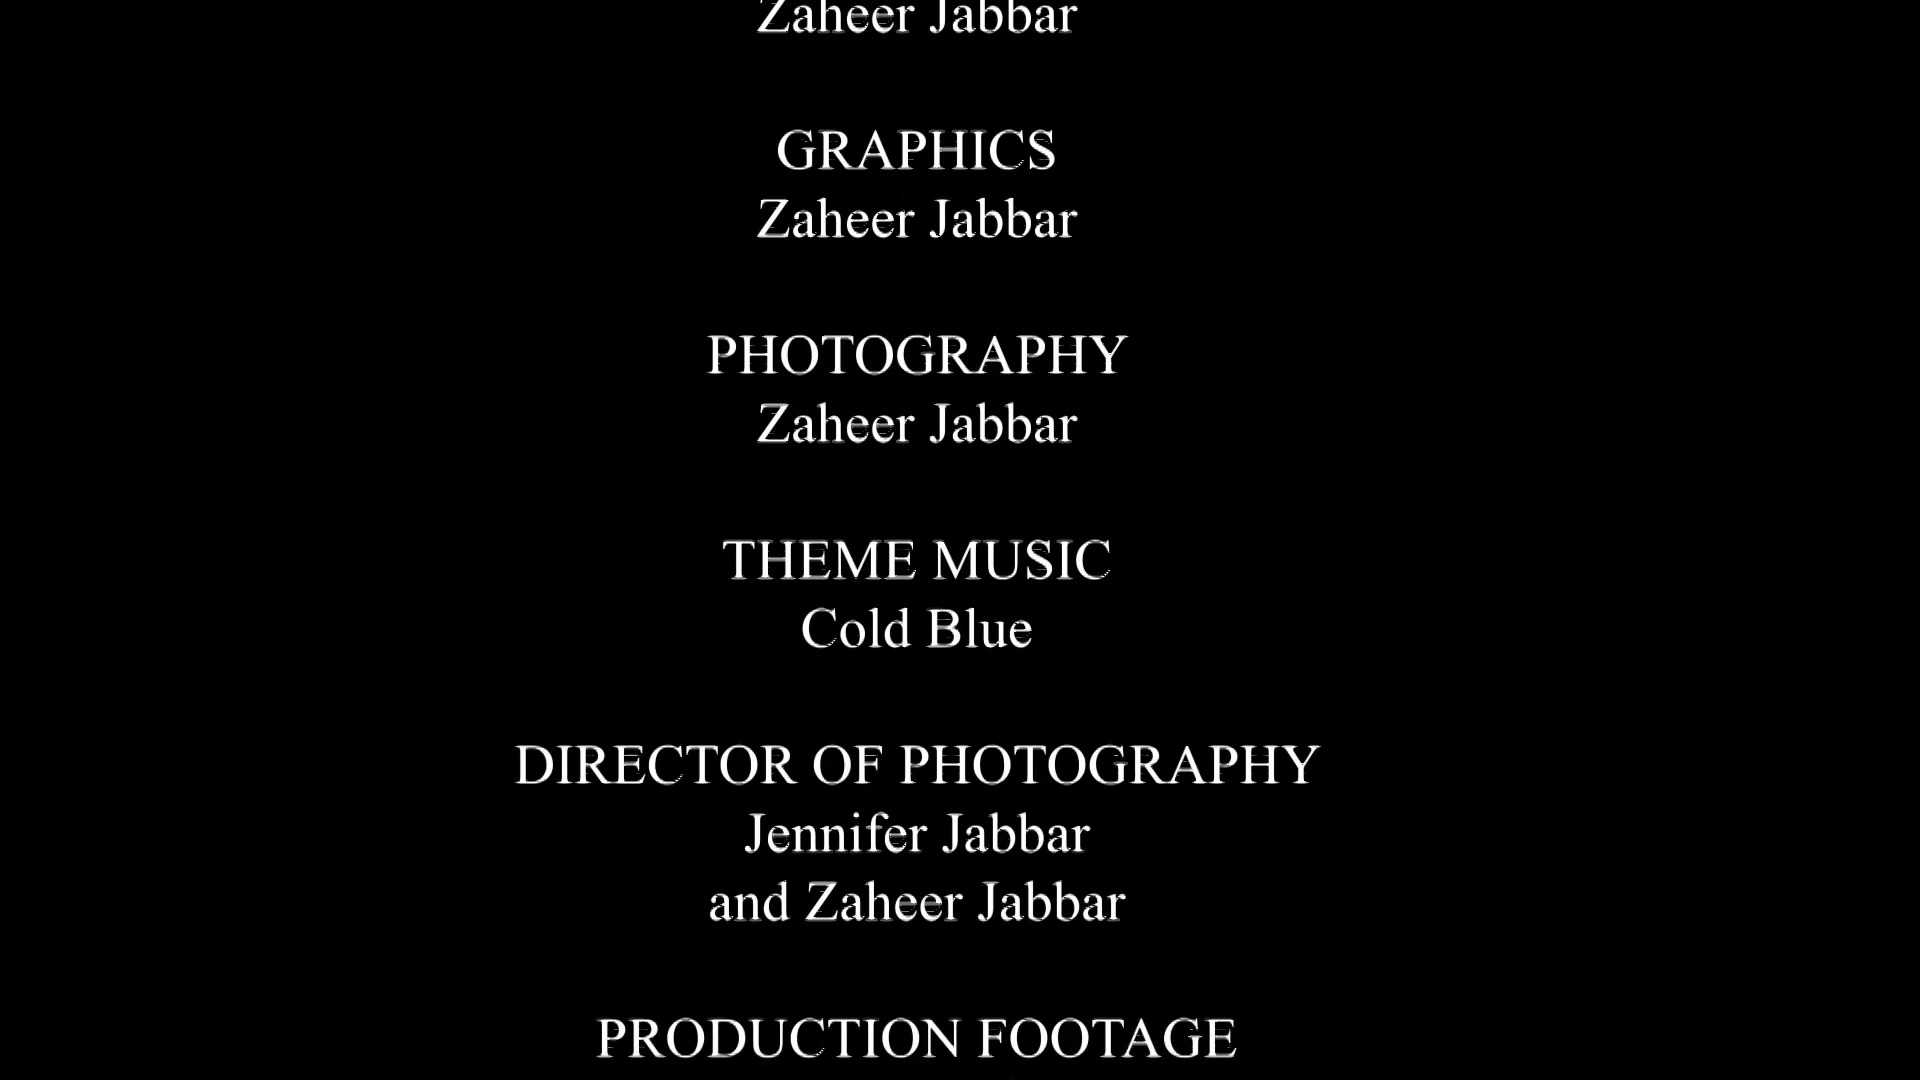 Zaheer Jabbar
GRAPHICS
Zaheer Jabbar
PHOTOGRAPHY
Zaheer Jabbar
THEME MUSIC
Cold Blue
DIRECTOR OF PHOTOGRAPHY
Jennifer Jabbar
and Zaheer Jabbar
PRODUCTION FOOTAGE